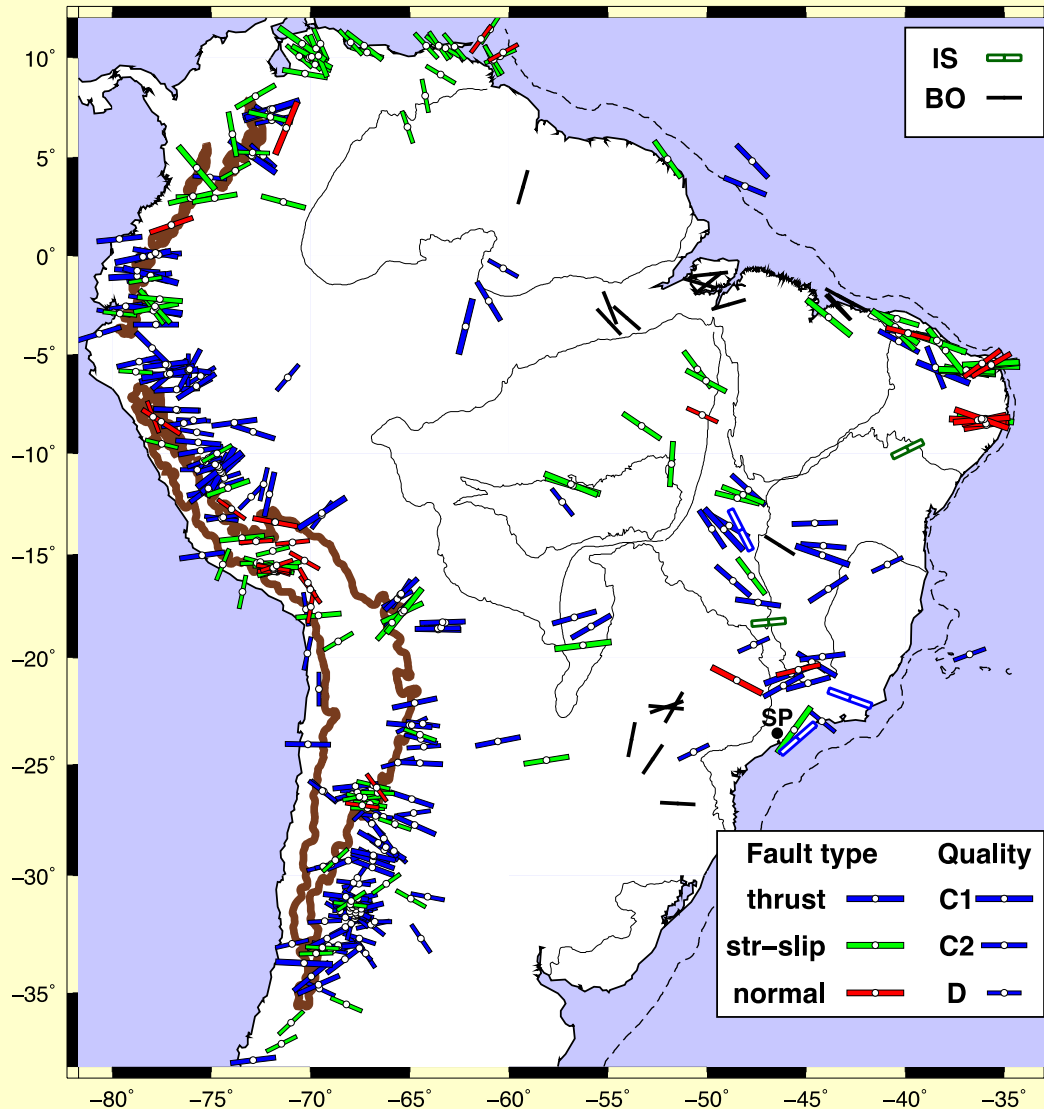 IS
BO
10˚
5˚
0˚
−5˚
−10˚
−15˚
−20˚
−25˚
−30˚
−35˚
SP
Fault type Quality
thrust C1
str−slip C2
normal D
−80˚ −75˚ −70˚ −65˚ −60˚ −55˚ −50˚ −45˚ −40˚ −35˚